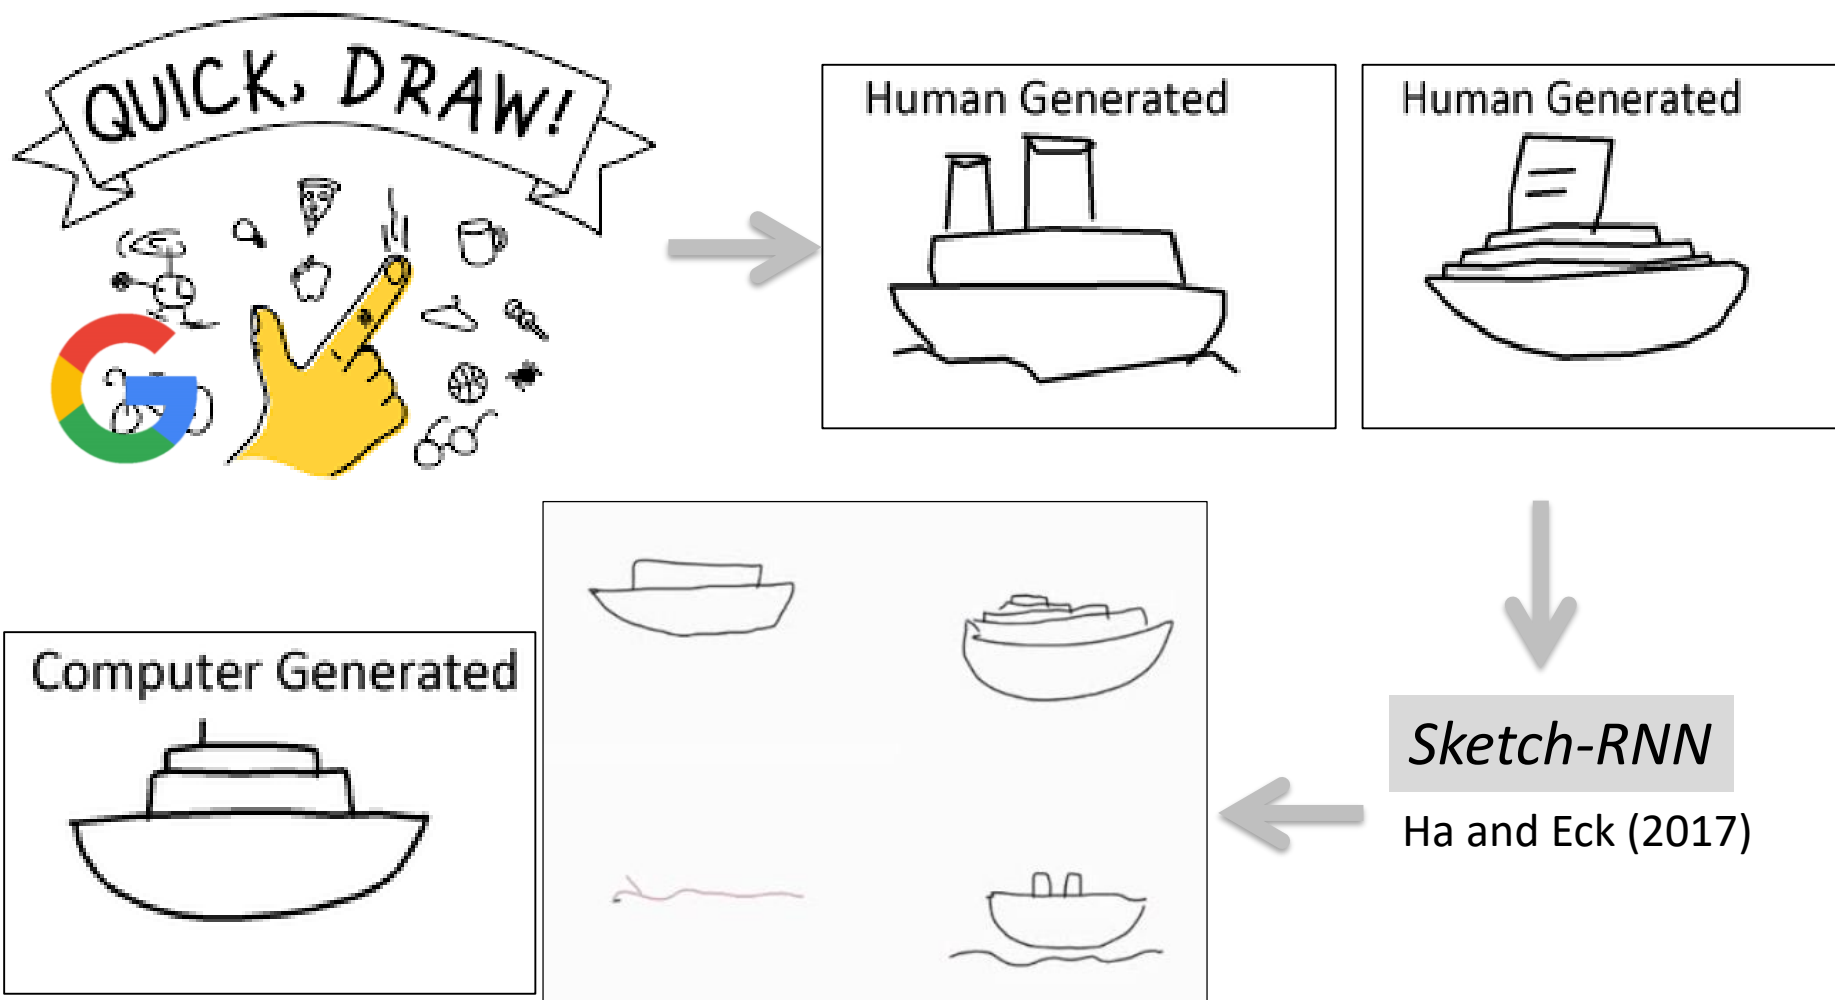 QUICK, DRAW!
Human Generated
Human Generated
Sketch-RNN
Ha and Eck (2017)
Computer Generated